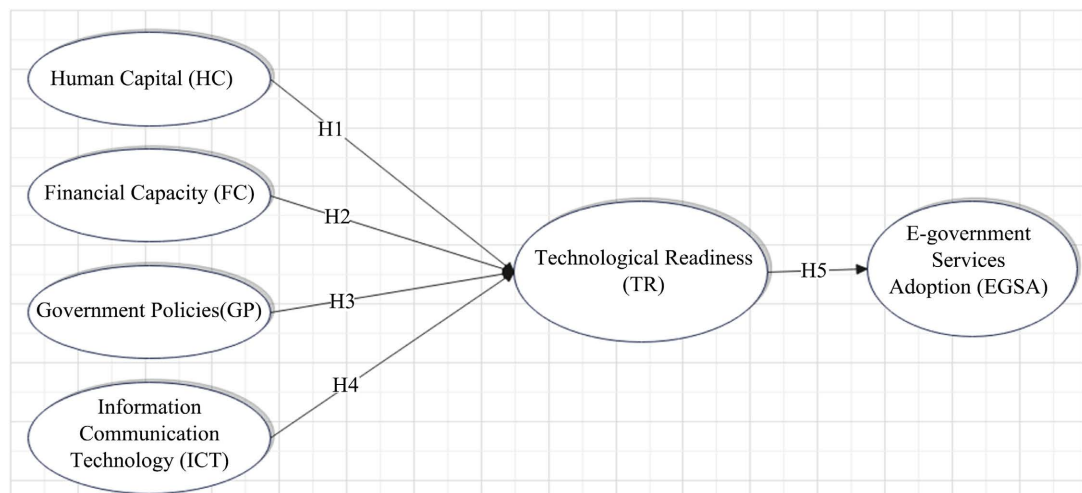 Human Capital (HC)
H1
Financial Capacity (FC)
H2
Government Policies(GP)
H3
Information
Communication
Technology (ICT)
H4
Technological Readiness
(TR)
H5
E-government
Services
Adoption (EGSA)